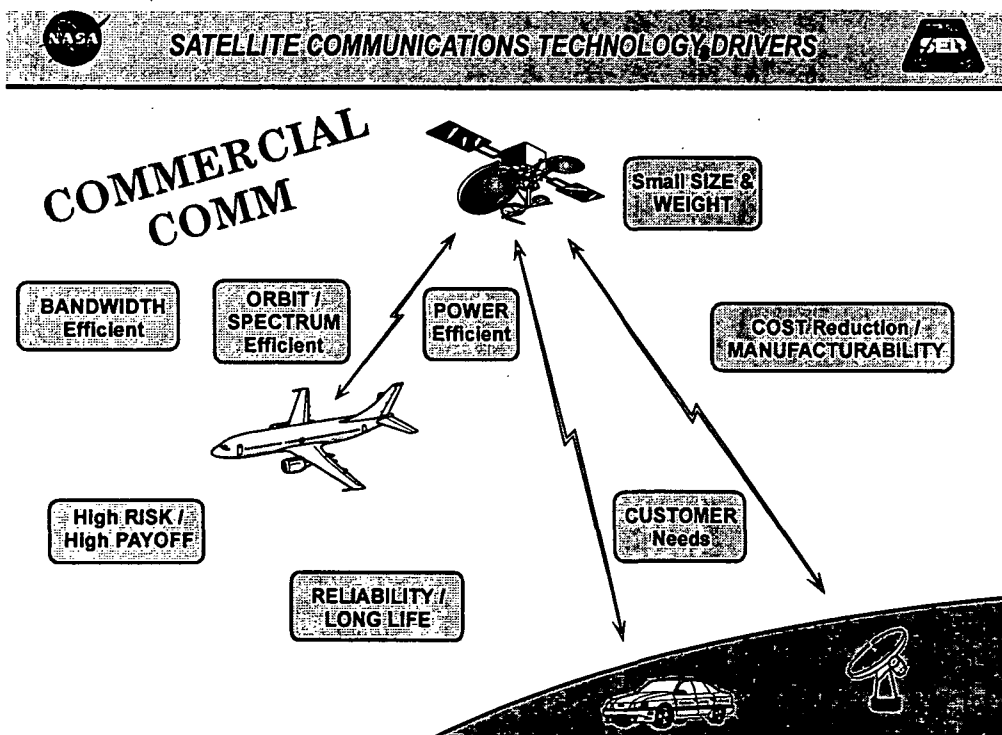 NASA
SATELLITE COMMUNICATIONS TECHNOLOGY DRIVERS
SED
COMMERCIAL
COMM
Small SIZE &
WEIGHT
BANDWIDTH
Efficient
ORBIT /
SPECTRUM
Efficient
POWER
Efficient
COST/Reduction /
MANUFACTURABILITY
High RISK /
High PAYOFF
CUSTOMER
Needs
RELIABILITY /
LONG LIFE